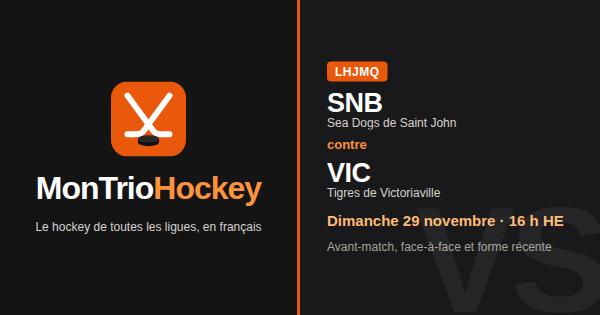 MonTrioHockey
Le hockey de toutes les ligues, en français
LHJMQ
SNB
Sea Dogs de Saint John
contre
VIC
Tigres de Victoriaville
Dimanche 29 novembre · 16 h HE
Avant-match, face-à-face et forme récente
VS